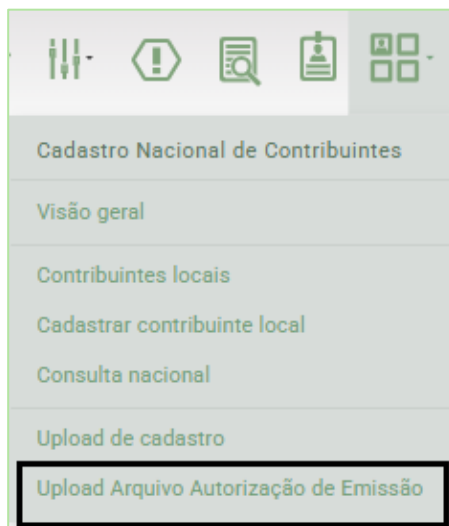 Cadastro Nacional de Contribuintes
Visão geral
Contribuintes locais
Cadastrar contribuinte local
Consulta nacional
Upload de cadastro
Upload Arquivo Autorização de Emissão